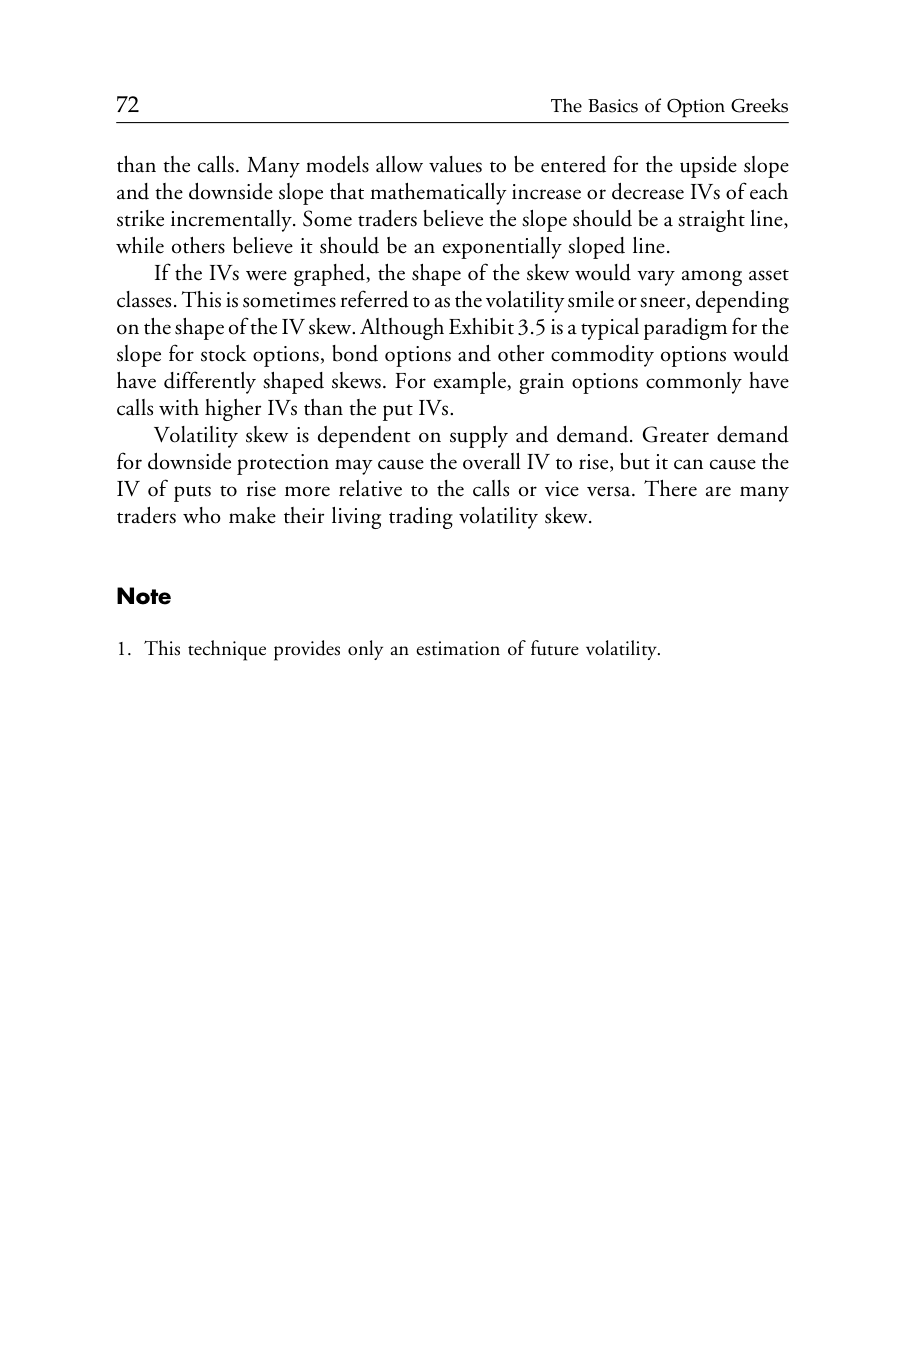 72 The Basics of Option Greeks
than the calls. Many models allow values to be entered for the upside slope
and the downside slope that mathematically increase or decrease IVs of each
strike incrementally. Some traders believe the slope should be a straight line,
while others believe it should be an exponentially sloped line.
If the IVs were graphed, the shape of the skew would vary among asset
classes. This is sometimes referred to as the volatility smile or sneer, depending
on the shape of the IV skew. Although Exhibit 3.5 is a typical paradigm for the
slope for stock options, bond options and other commodity options would
have differently shaped skews. For example, grain options commonly have
calls with higher IVs than the put IVs.
Volatility skew is dependent on supply and demand. Greater demand
for downside protection may cause the overall IV to rise, but it can cause the
IV of puts to rise more relative to the calls or vice versa. There are many
traders who make their living trading volatility skew.
Note
1. This technique provides only an estimation of future volatility.